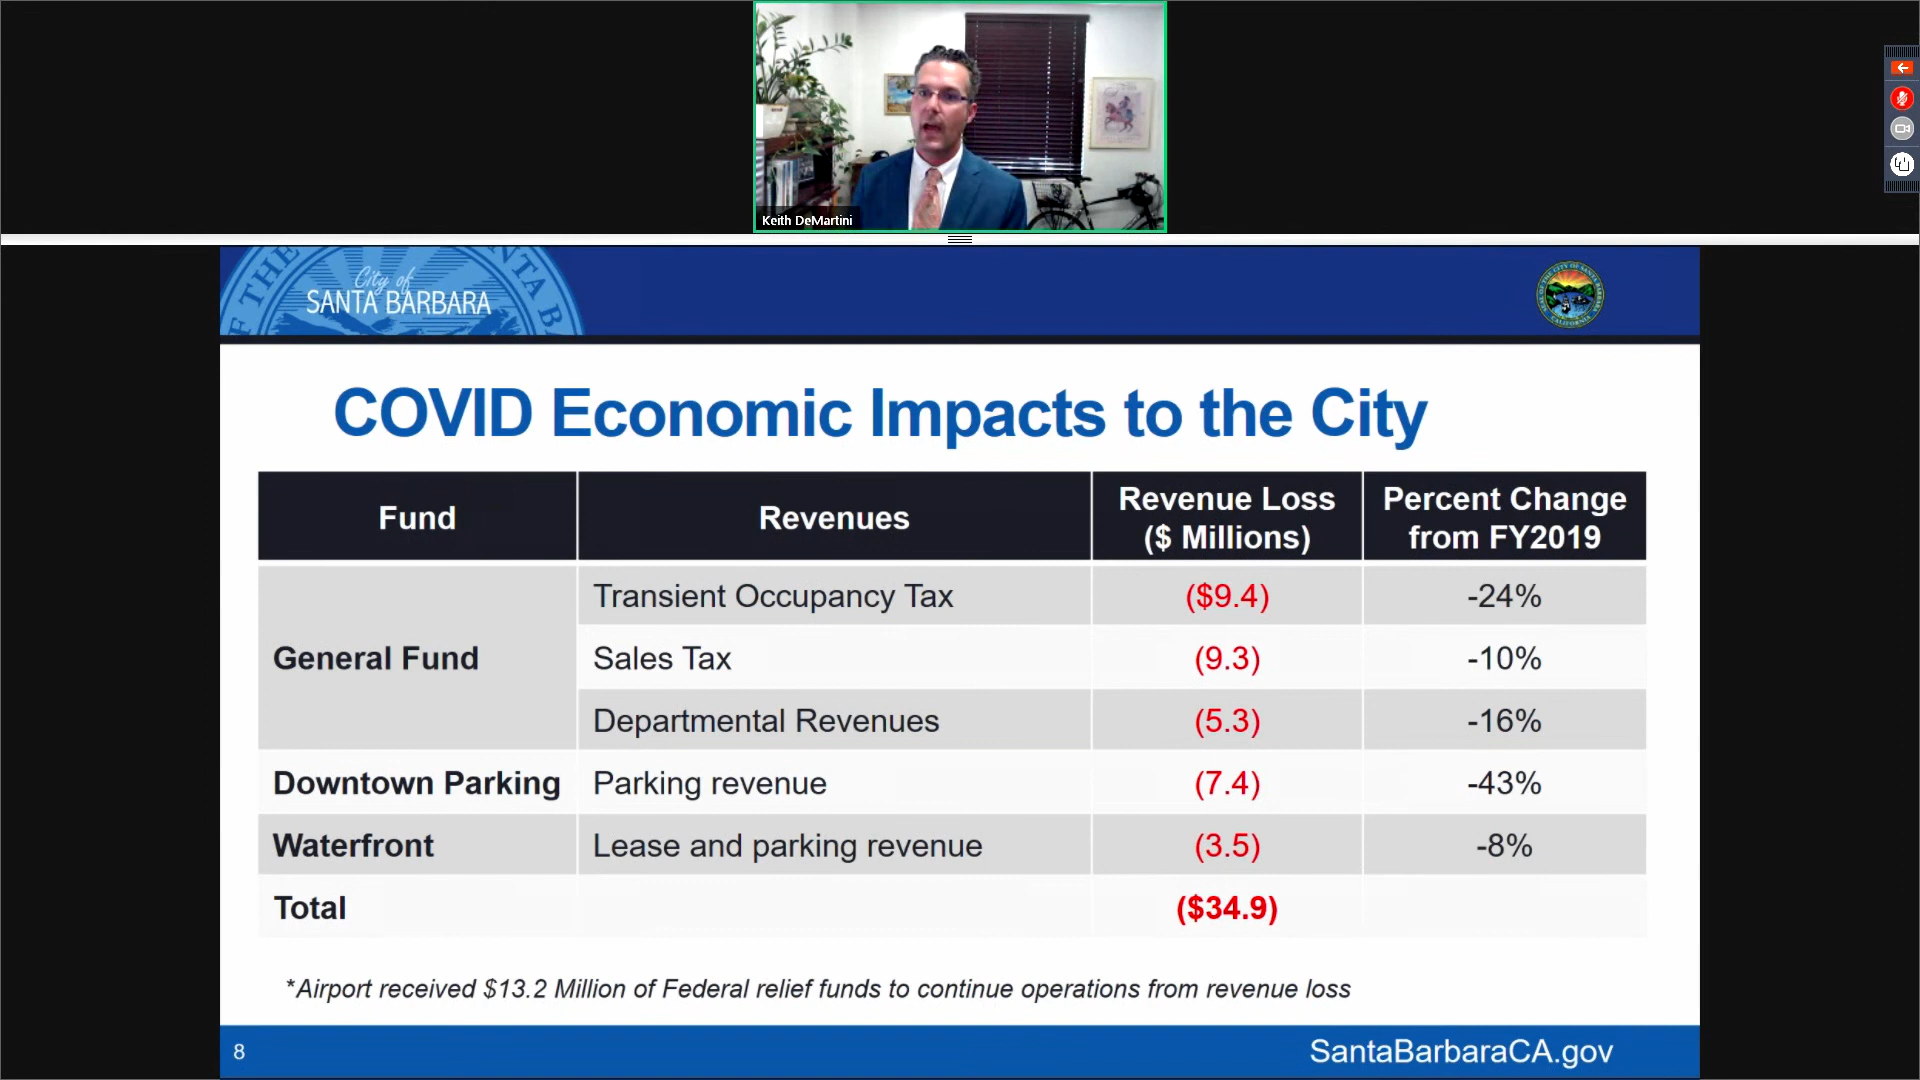 Keith DeMartini
City of
SANTA BARBARA
COVID Economic Impacts to the City
Fund
Revenues
Revenue Loss
($ Millions)
Percent Change
from FY2019
General Fund
Transient Occupancy Tax
($9.4)
-24%
Sales Tax
(9.3)
-10%
Departmental Revenues
(5.3)
-16%
Downtown Parking
Parking revenue
(7.4)
-43%
Waterfront
Lease and parking revenue
(3.5)
-8%
Total
($34.9)
*Airport received $13.2 Million of Federal relief funds to continue operations from revenue loss
8
SantaBarbaraCA.gov